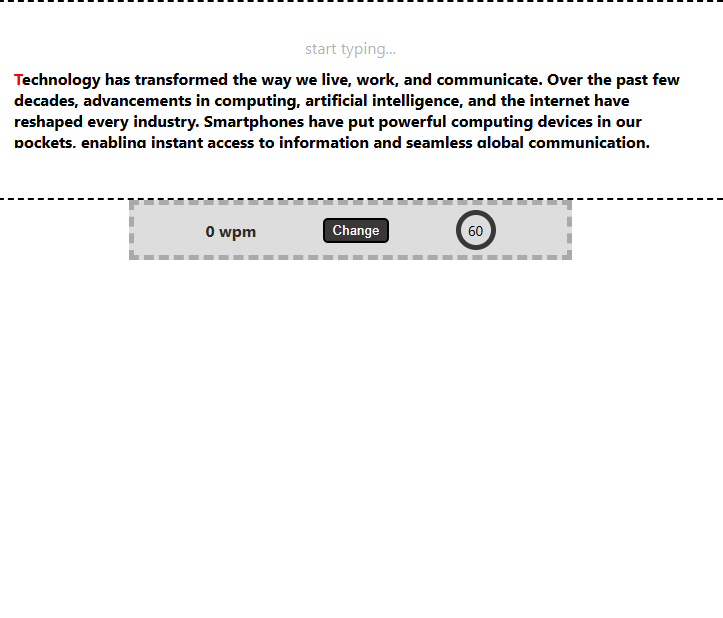 start typing...
Technology has transformed the way we live, work, and communicate. Over the past few
decades, advancements in computing, artificial intelligence, and the internet have
reshaped every industry. Smartphones have put powerful computing devices in our
pockets, enabling instant access to information and seamless global communication.
0 wpm
Change
60